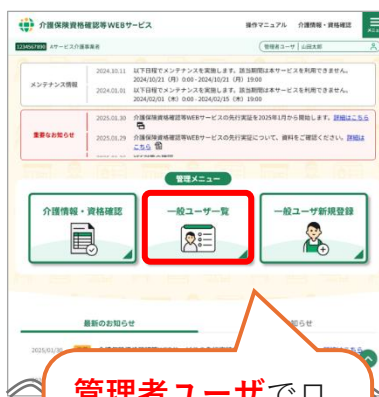 介護保険資格確認等WEBサービス 操作マニュアル 介護情報・資格確認
メニュー
1234567890 Aサービス介護事業者 管理者ユーザ 山田太郎
メンテナンス情報
2024.10.11 以下日程でメンテナンスを実施します。該当期間は本サービスを利用できません。
2024/10/21（月）0:00 - 2024/10/21（月）19:00
2024.01.01 以下日程でメンテナンスを実施します。該当期間は本サービスを利用できません。
2024/02/01（木）0:00 - 2024/02/15（木）19:00
重要なお知らせ
2025.01.30 介護保険資格確認等WEBサービスの先行実証を2025年1月から開始します。詳細はこちら
2025.01.29 介護保険資格確認等WEBサービスの先行実証について、資料をご確認ください。詳細は
こちら
管理メニュー
介護情報・資格確認
一般ユーザ一覧
一般ユーザ新規登録
最新のお知らせ
知らせ
2025/01/30
管理者ユーザでロ